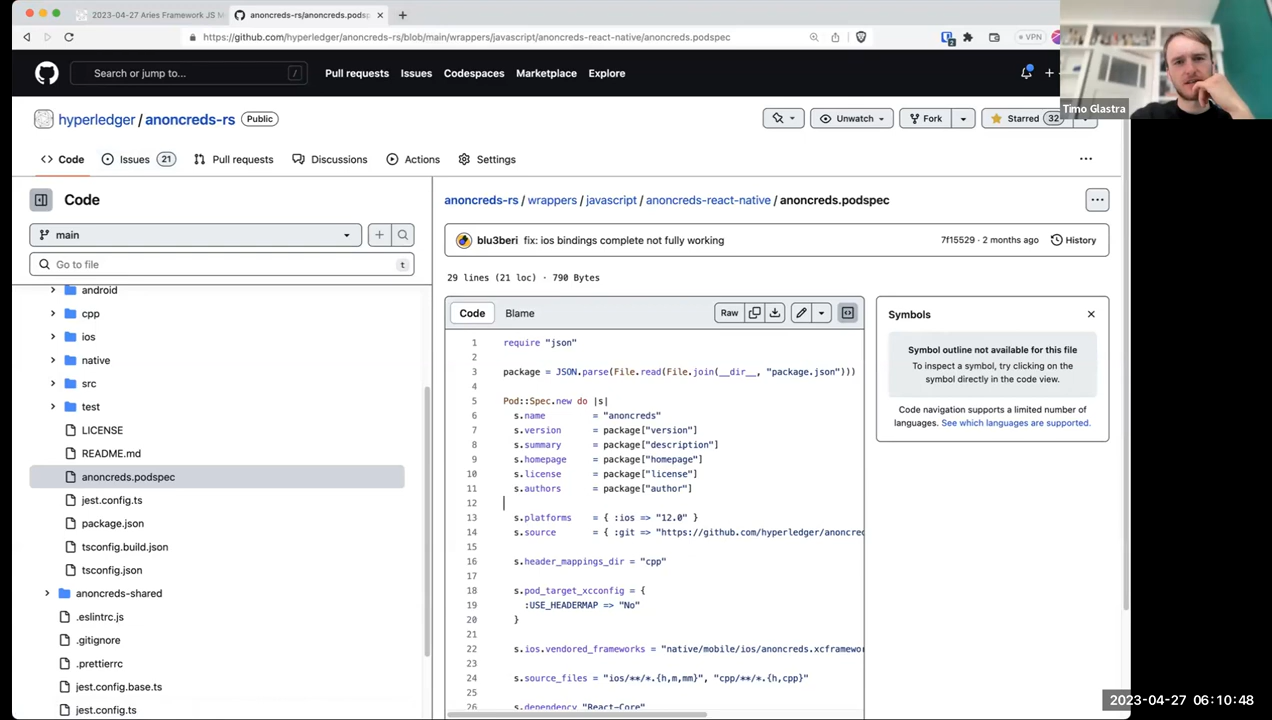 2023-04-27 Aries Framework JS M
anoncreds-rs/anoncreds.podsp
https://github.com/hyperledger/anoncreds-rs/blob/main/wrappers/javascript/anoncreds-react-native/anoncreds.podspec
VPN
Search or jump to...
/
Pull requests
Issues
Codespaces
Marketplace
Explore
Timo Glastra
hyperledger / anoncreds-rs
Public
Unwatch
Fork
Starred 32
Code
Issues 21
Pull requests
Discussions
Actions
Settings
Code
main
Go to file
t
android
cpp
ios
native
src
test
LICENSE
README.md
anoncreds.podspec
jest.config.ts
package.json
tsconfig.build.json
tsconfig.json
anoncreds-shared
.eslintrc.js
.gitignore
.prettierrc
jest.config.base.ts
jest.config.ts
anoncreds-rs / wrappers / javascript / anoncreds-react-native / anoncreds.podspec
blu3beri fix: ios bindings complete not fully working
7f15529 · 2 months ago
History
29 lines (21 loc) · 790 Bytes
Code
Blame
Raw
1 require "json"
2
3 package = JSON.parse(File.read(File.join(__dir__, "package.json")))
4
5 Pod::Spec.new do |s|
6 s.name = "anoncreds"
7 s.version = package["version"]
8 s.summary = package["description"]
9 s.homepage = package["homepage"]
10 s.license = package["license"]
11 s.authors = package["author"]
12
13 s.platforms = { :ios => "12.0" }
14 s.source = { :git => "https://github.com/hyperledger/anoncred
15
16 s.header_mappings_dir = "cpp"
17
18 s.pod_target_xcconfig = {
19 :USE_HEADERMAP => "No"
20 }
21
22 s.ios.vendored_frameworks = "native/mobile/ios/anoncreds.xcframewor
23
24 s.source_files = "ios/**/*.{h,m,mm}", "cpp/**/*.{h,cpp}"
25
26 s.dependency "React-Core"
Symbols
Symbol outline not available for this file
To inspect a symbol, try clicking on the
symbol directly in the code view.
Code navigation supports a limited number of
languages. See which languages are supported.
2023-04-27 06:10:48